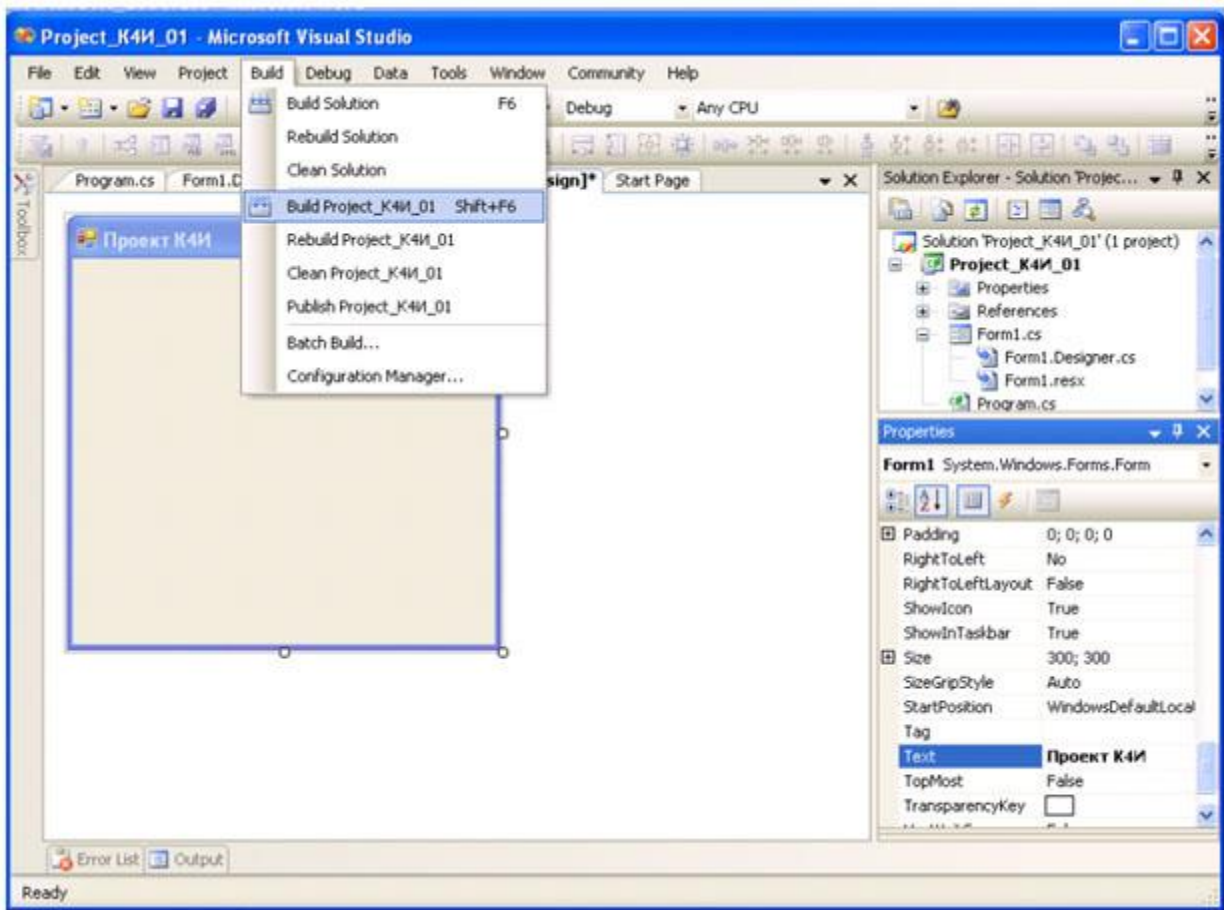 Project_К4И_01 - Microsoft Visual Studio
File Edit View Project Build Debug Data Tools Window Community Help
Debug Any CPU
Build Solution F6
Rebuild Solution
Clean Solution
Build Project_К4И_01 Shift+F6
Rebuild Project_К4И_01
Clean Project_К4И_01
Publish Project_К4И_01
Batch Build...
Configuration Manager...
Toolbox
Program.cs Form1.D sign]* Start Page
Проект К4И
Solution Explorer - Solution 'Projec...
Solution 'Project_К4И_01' (1 project)
Project_К4И_01
Properties
References
Form1.cs
Form1.Designer.cs
Form1.resx
Program.cs
Properties
Form1 System.Windows.Forms.Form
Padding 0; 0; 0; 0
RightToLeft No
RightToLeftLayout False
ShowIcon True
ShowInTaskbar True
Size 300; 300
SizeGripStyle Auto
StartPosition WindowsDefaultLocat
Tag
Text Проект К4И
TopMost False
TransparencyKey
Error List Output
Ready